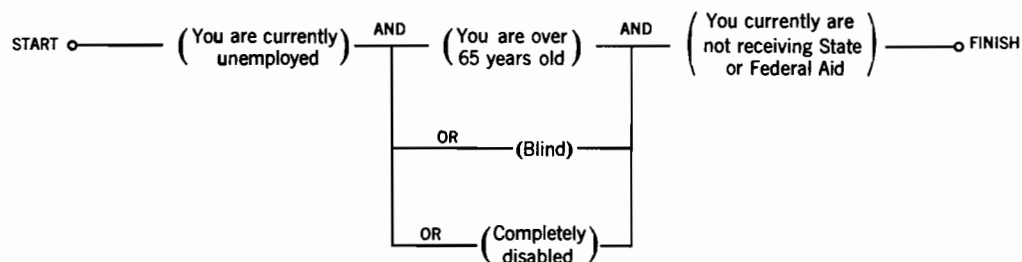 START
(You are currently
unemployed)
AND
(You are over
65 years old)
AND
(You currently are
not receiving State
or Federal Aid)
FINISH
OR
(Blind)
OR
(Completely
disabled)